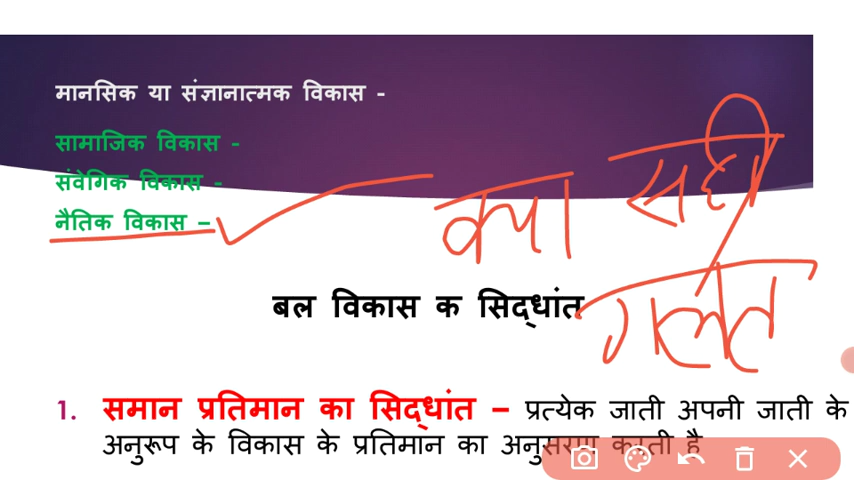 मानसिक या संज्ञानात्मक विकास -
सामाजिक विकास -
संवेगिक विकास -
नैतिक विकास –
क्या सही
गलत
बल विकास क सिद्धांत
1. समान प्रतिमान का सिद्धांत – प्रत्येक जाती अपनी जाती के
अनुरूप के विकास के प्रतिमान का अनुसरण करती है